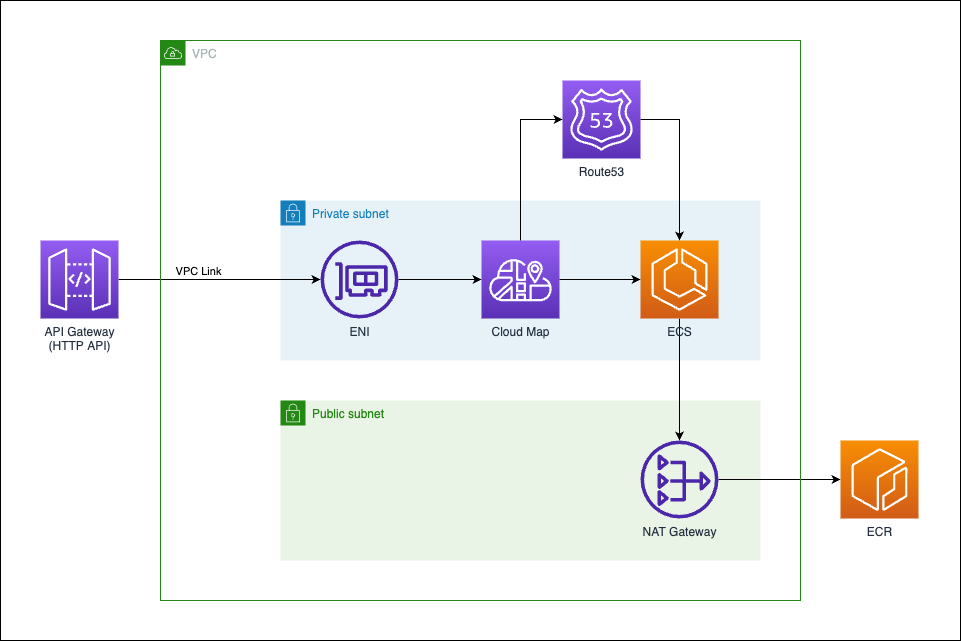 VPC
53
Route53
Private subnet
VPC Link
</>
API Gateway
(HTTP API)
ENI
Cloud Map
ECS
Public subnet
NAT Gateway
ECR